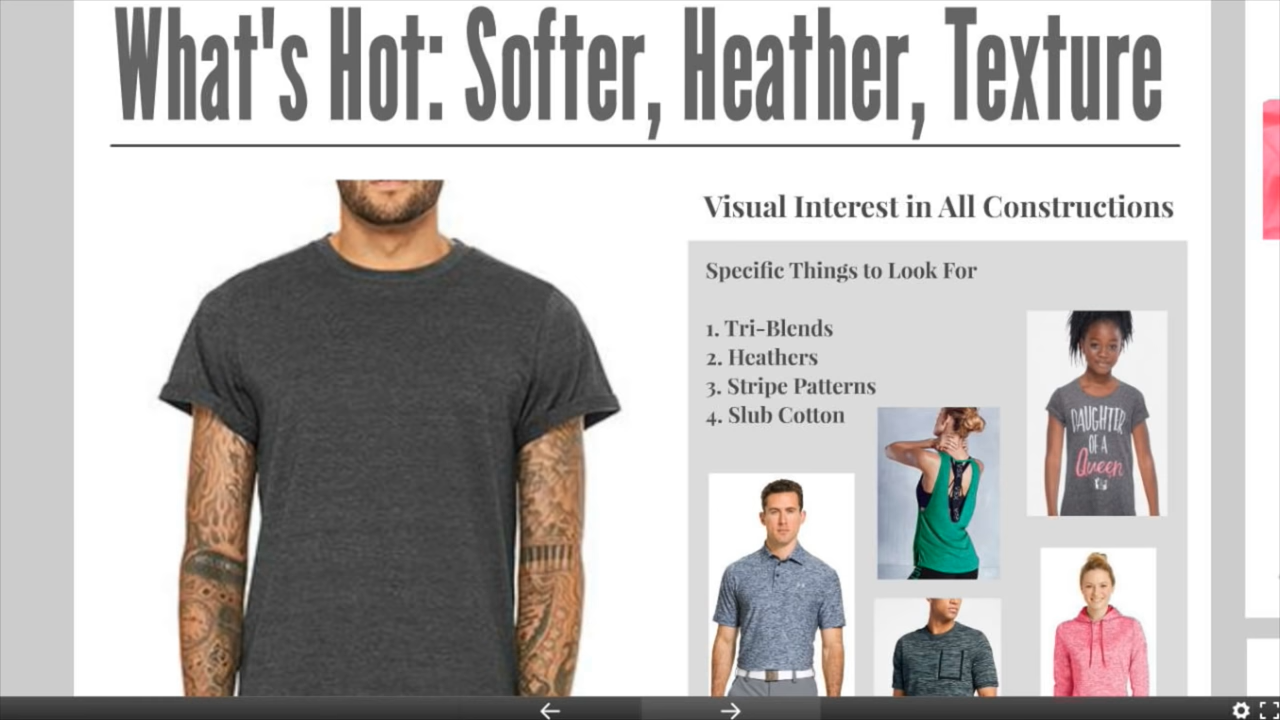 What's Hot: Softer, Heather, Texture
Visual Interest in All Constructions
Specific Things to Look For
1. Tri-Blends
2. Heathers
3. Stripe Patterns
4. Slub Cotton
DAUGHTER
OF A
Queen